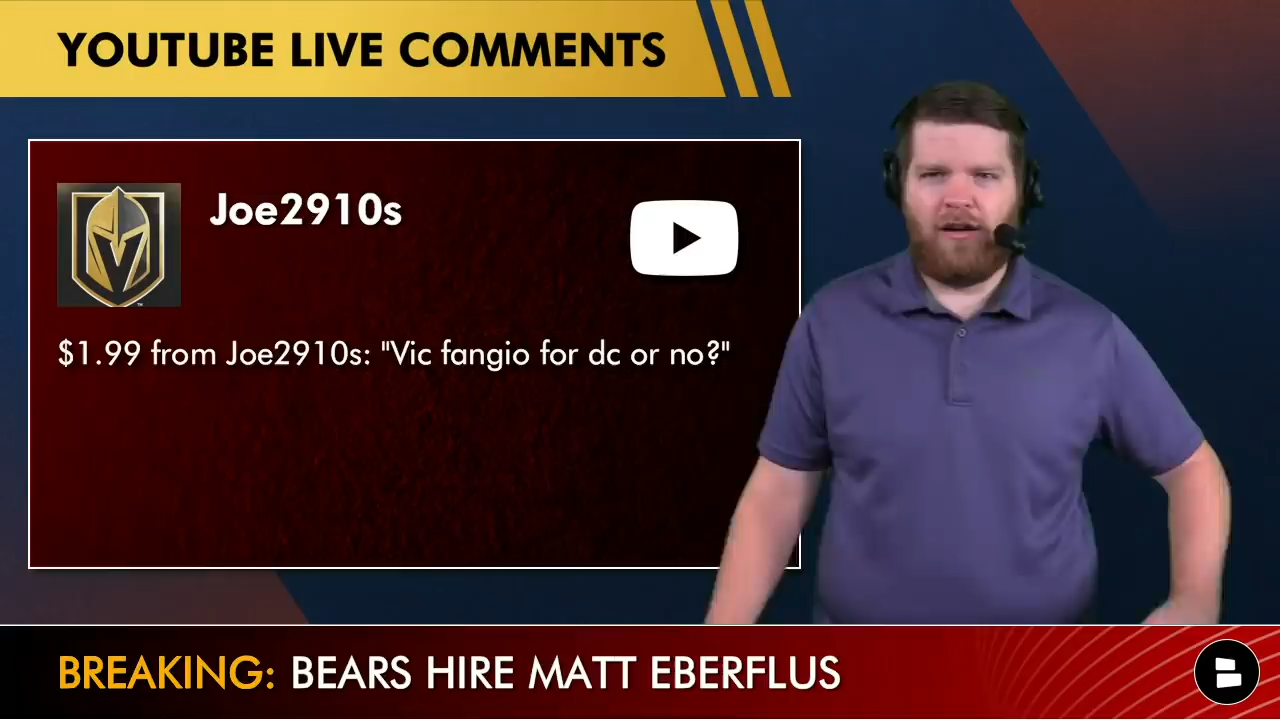 YOUTUBE LIVE COMMENTS
Joe2910s
$1.99 from Joe2910s: "Vic fangio for dc or no?"
BREAKING: BEARS HIRE MATT EBERFLUS